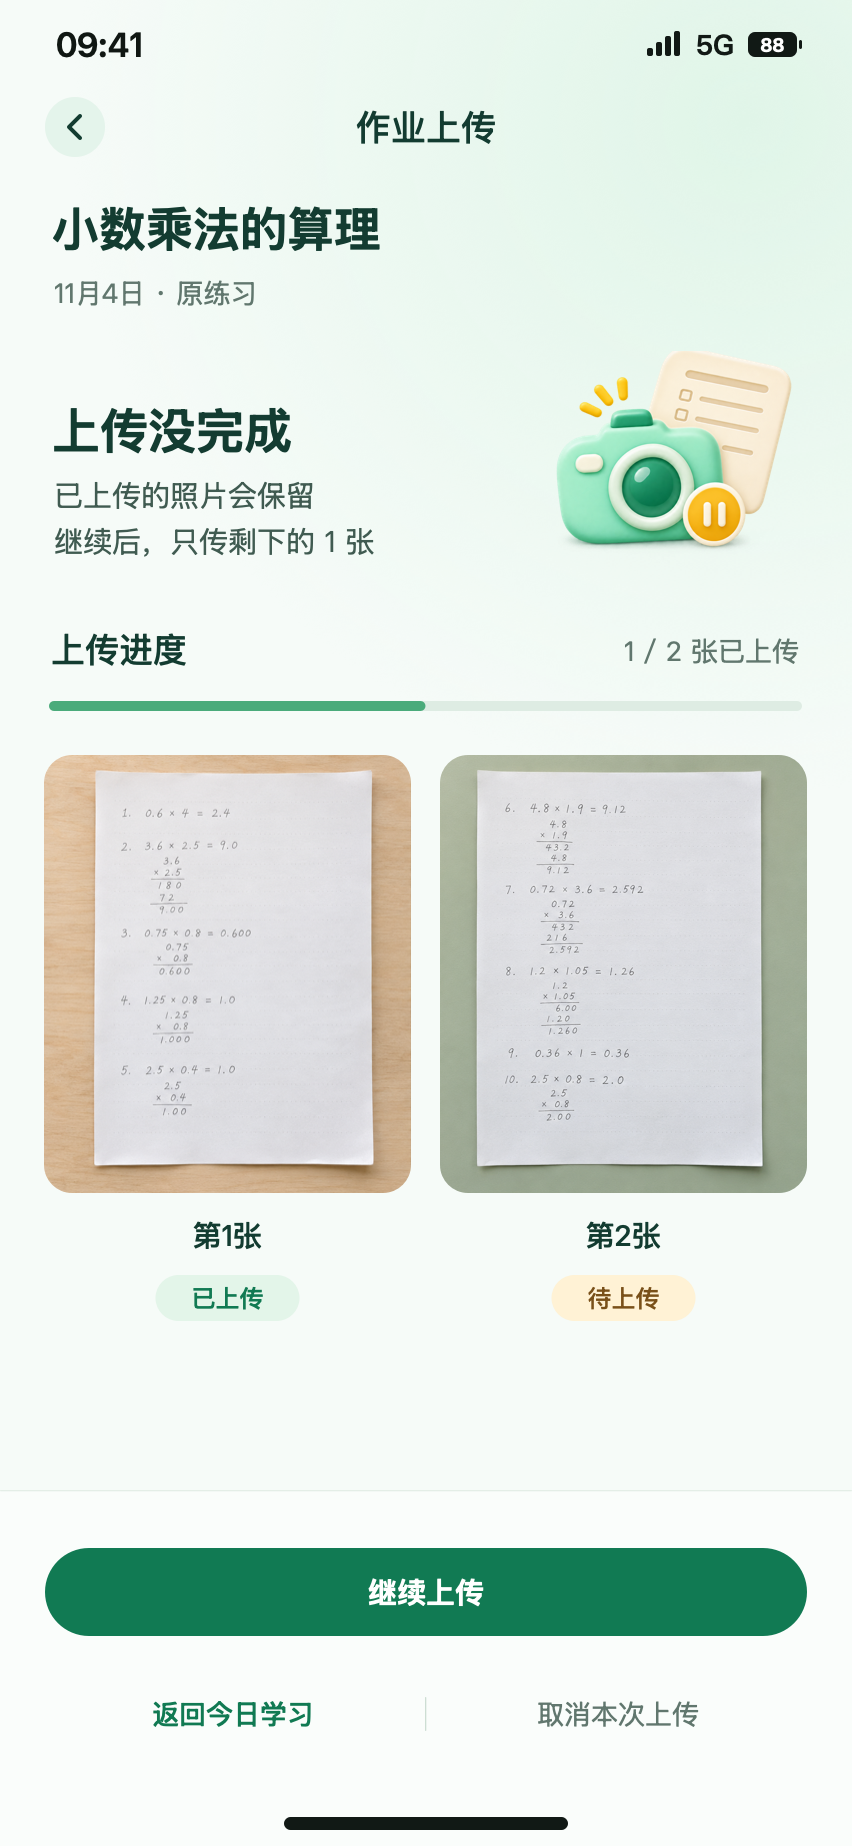 09:41
5G 88
作业上传
小数乘法的算理
11月4日 · 原练习
上传没完成
已上传的照片会保留
继续后，只传剩下的 1 张
上传进度
1 / 2 张已上传
1. 0.6 × 4 = 2.4
2. 3.6 × 2.5 = 9.0
3.6
× 2.5
180
72
9.00
3. 0.75 × 0.8 = 0.600
0.75
× 0.8
0.600
4. 1.25 × 0.8 = 1.0
1.25
× 0.8
1.000
5. 2.5 × 0.4 = 1.0
2.5
× 0.4
1.00
6. 4.8 × 1.9 = 9.12
4.8
× 1.9
43.2
4.8
9.12
7. 0.72 × 3.6 = 2.592
0.72
× 3.6
432
216
2.592
8. 1.2 × 1.05 = 1.26
1.2
× 1.05
6.00
1.20
1.260
9. 0.36 × 1 = 0.36
10. 2.5 × 0.8 = 2.0
2.5
× 0.8
2.00
第1张
第2张
已上传
待上传
继续上传
返回今日学习
取消本次上传